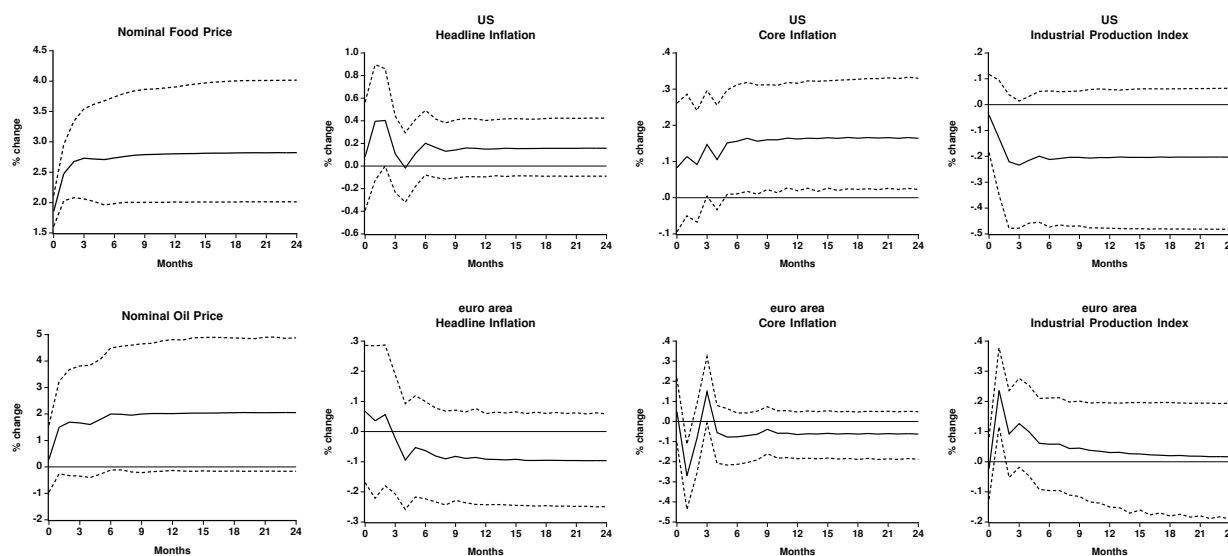 Nominal Food Price
% change
4.5
4.0
3.5
3.0
2.5
2.0
1.5
0 3 6 9 12 15 18 21 24
Months
US
Headline Inflation
% change
1.0
0.8
0.6
0.4
0.2
0.0
-0.2
-0.4
-0.6
0 3 6 9 12 15 18 21 24
Months
US
Core Inflation
% change
.4
.3
.2
.1
.0
-.1
0 3 6 9 12 15 18 21 24
Months
US
Industrial Production Index
% change
.2
.1
.0
-.1
-.2
-.3
-.4
-.5
0 3 6 9 12 15 18 21 24
Months
Nominal Oil Price
% change
5
4
3
2
1
0
-1
-2
0 3 6 9 12 15 18 21 24
Months
euro area
Headline Inflation
% change
.3
.2
.1
.0
-.1
-.2
-.3
0 3 6 9 12 15 18 21 24
Months
euro area
Core Inflation
% change
.4
.3
.2
.1
.0
-.1
-.2
-.3
-.4
-.5
0 3 6 9 12 15 18 21 24
Months
euro area
Industrial Production Index
% change
.4
.3
.2
.1
.0
-.1
-.2
0 3 6 9 12 15 18 21
Months